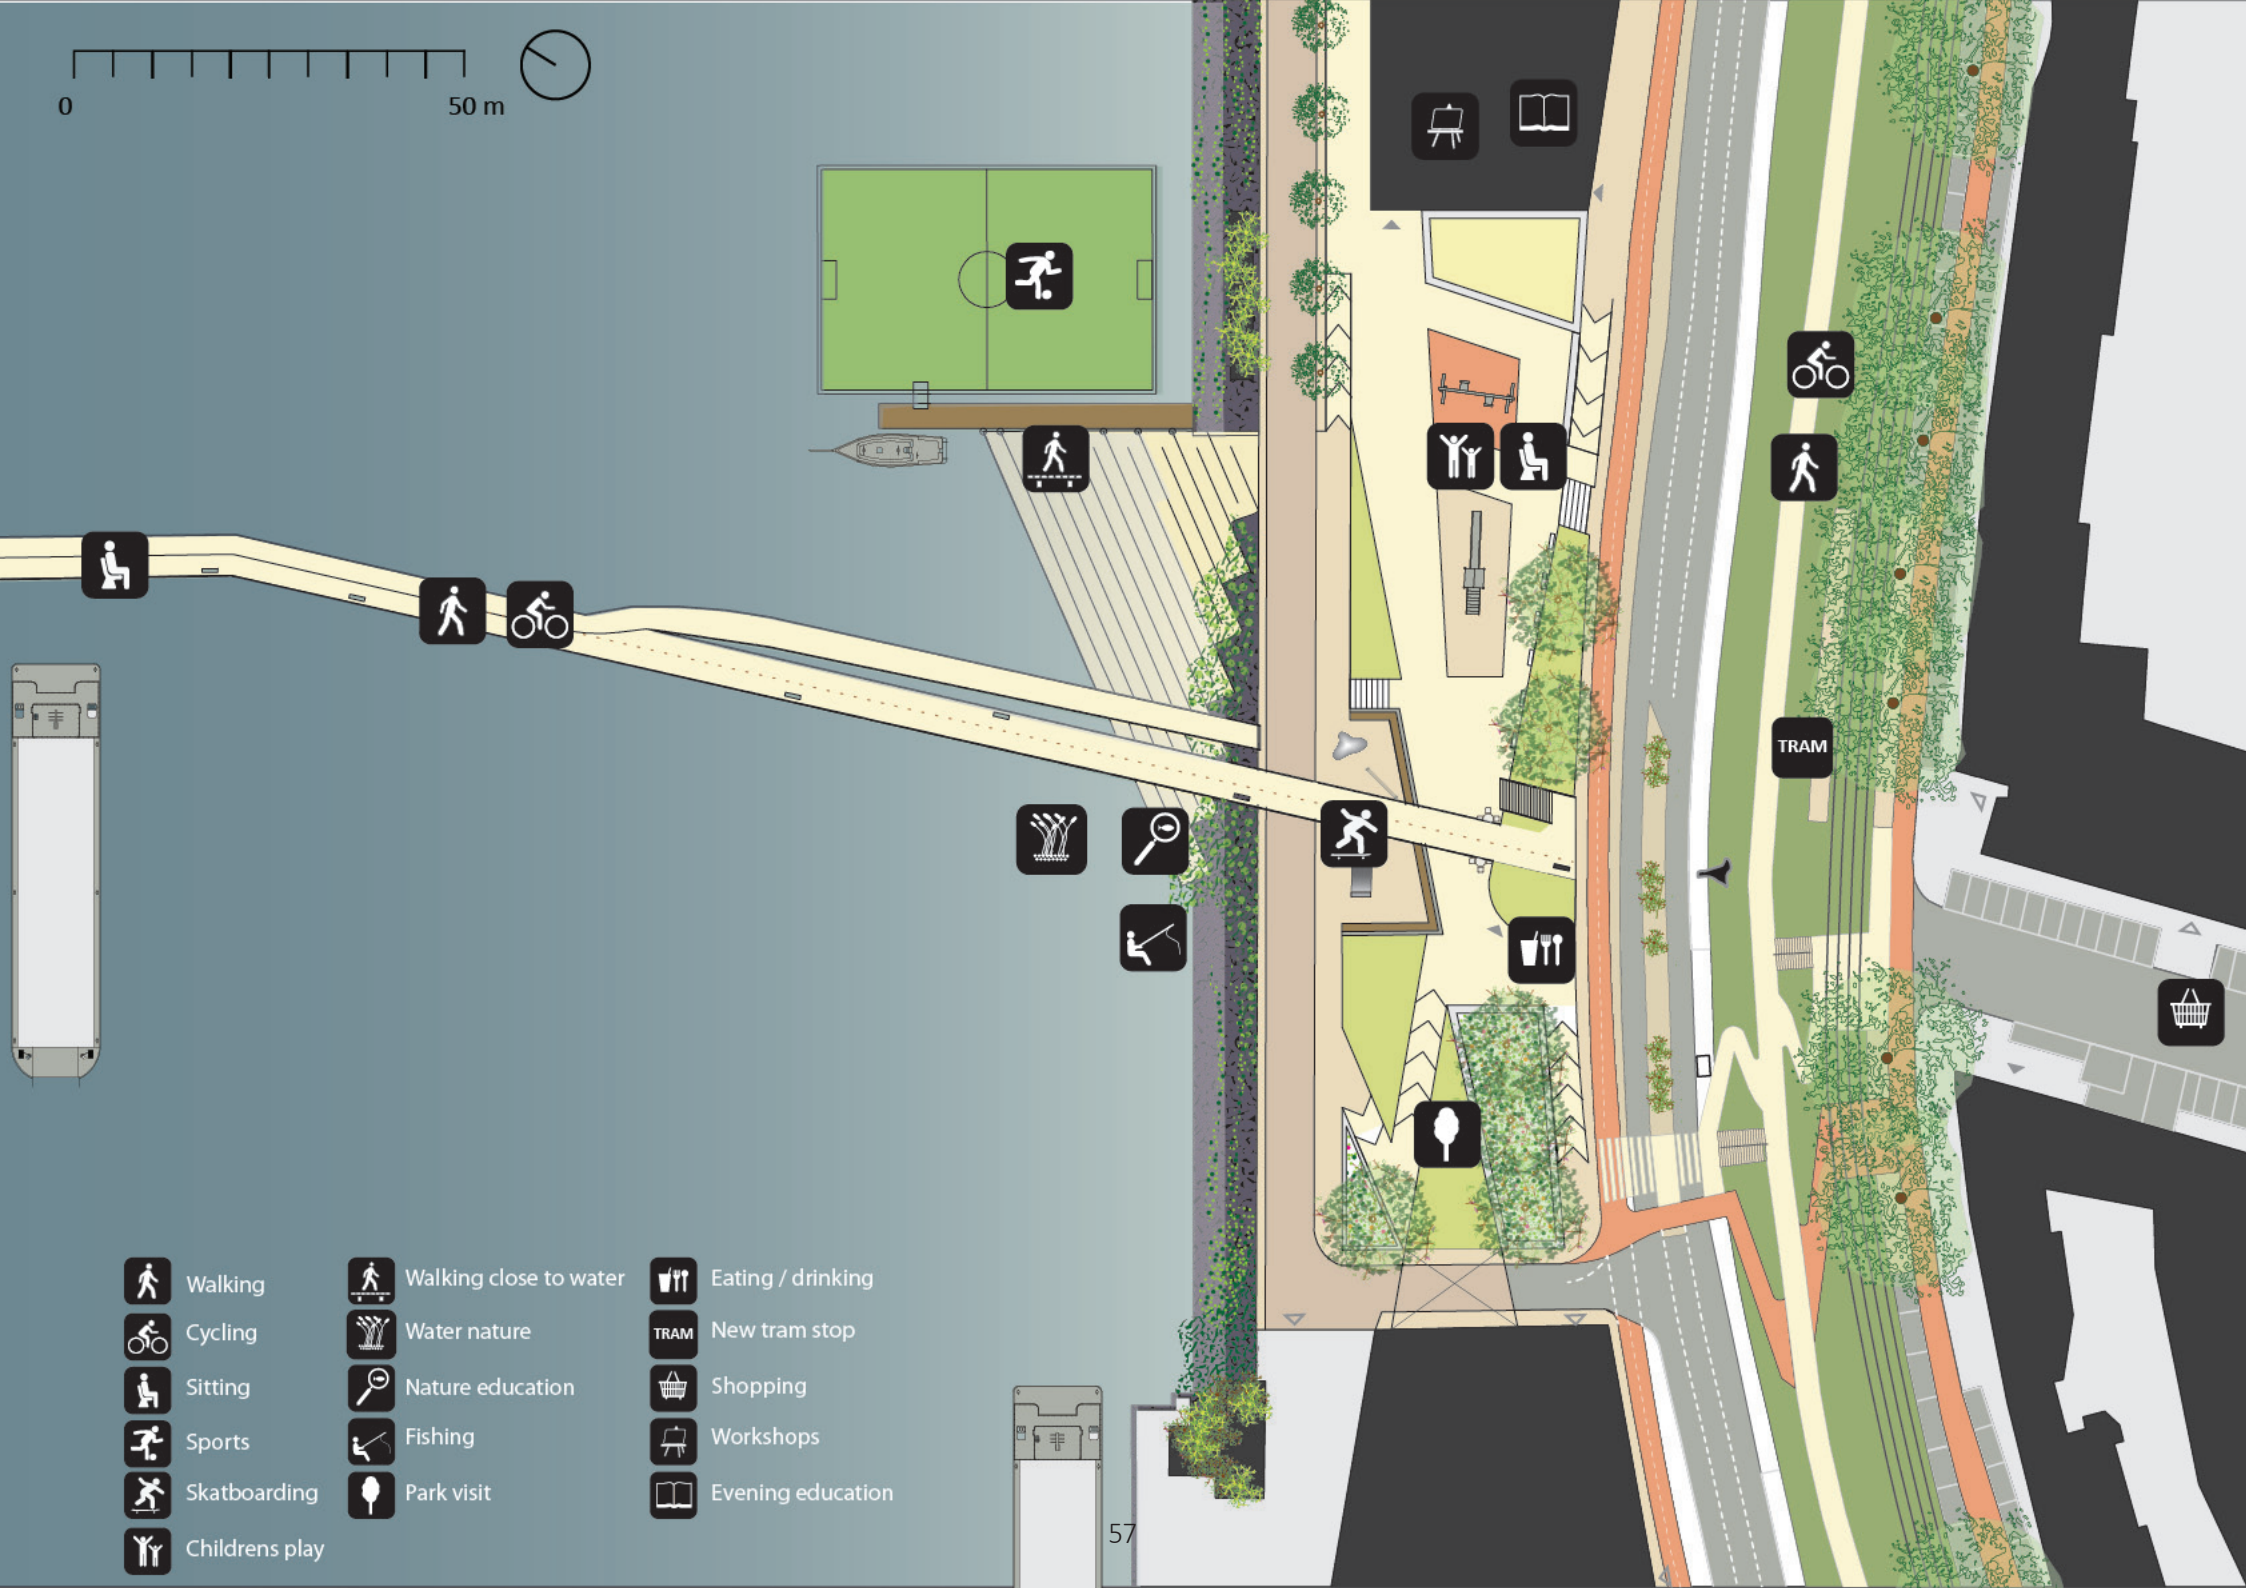 0
50 m
TRAM
Walking
Cycling
Sitting
Sports
Skatboarding
Childrens play
Walking close to water
Water nature
Nature education
Fishing
Park visit
Eating / drinking
TRAM New tram stop
Shopping
Workshops
Evening education
57